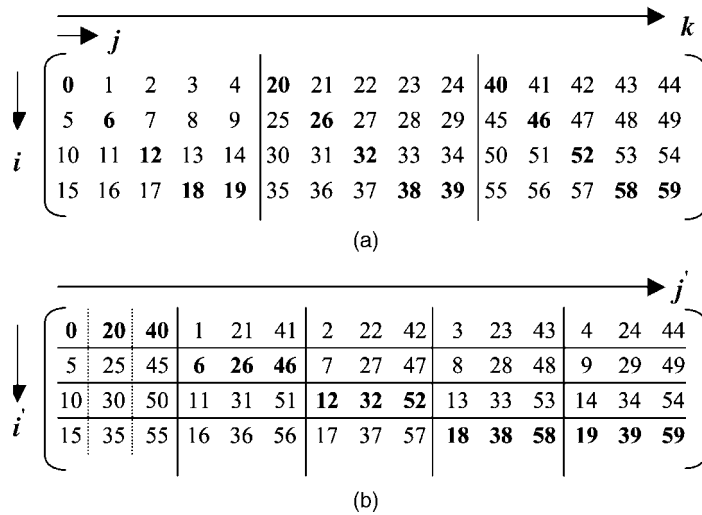 j k
0 1 2 3 4 20 21 22 23 24 40 41 42 43 44
5 6 7 8 9 25 26 27 28 29 45 46 47 48 49
i 10 11 12 13 14 30 31 32 33 34 50 51 52 53 54
15 16 17 18 19 35 36 37 38 39 55 56 57 58 59
(a)
j'
0 20 40 1 21 41 2 22 42 3 23 43 4 24 44
5 25 45 6 26 46 7 27 47 8 28 48 9 29 49
10 30 50 11 31 51 12 32 52 13 33 53 14 34 54
i' 15 35 55 16 36 56 17 37 57 18 38 58 19 39 59
(b)